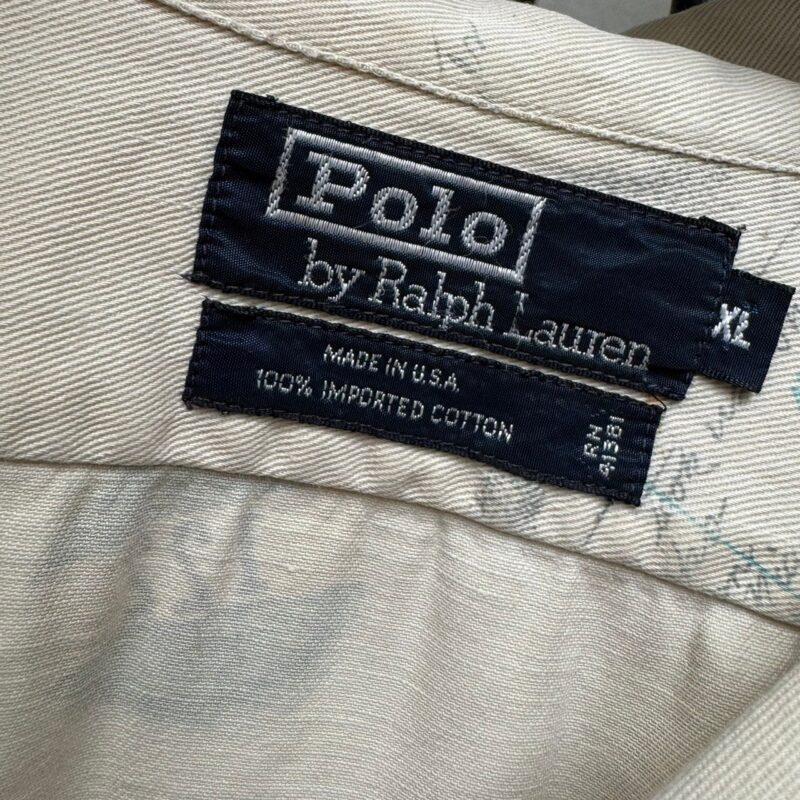 Polo
by Ralph Lauren
XL
MADE IN U.S.A
100% IMPORTED COTTON
RN
41381